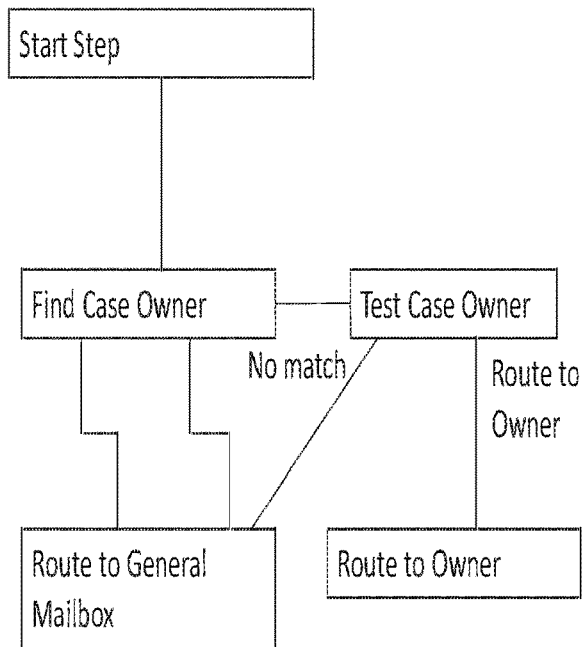 Start Step
Find Case Owner
Test Case Owner
No match
Route to
Owner
Route to General
Mailbox
Route to Owner